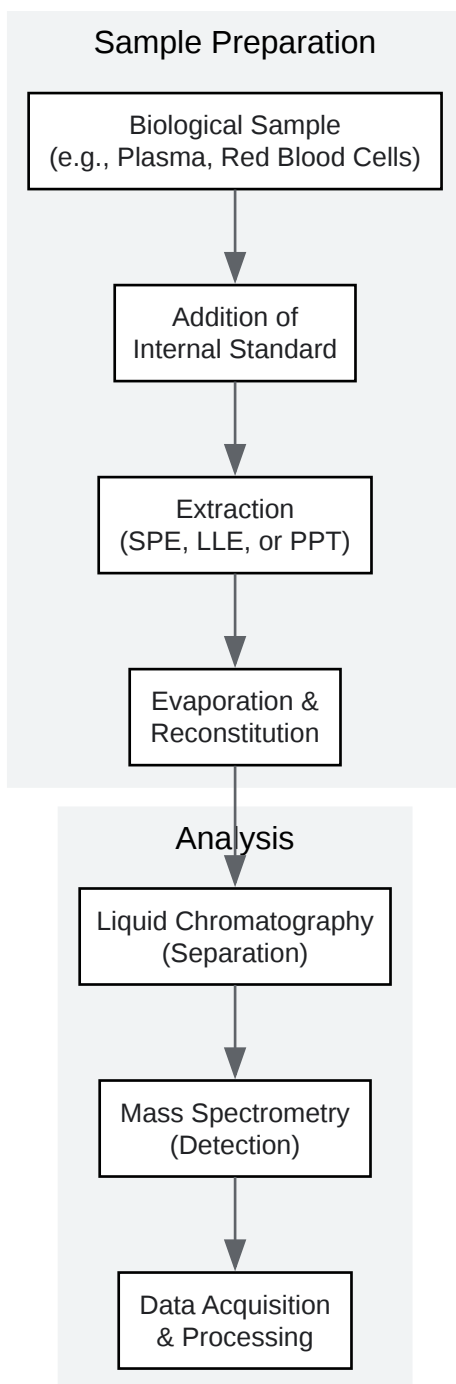 Sample Preparation
Biological Sample
(e.g., Plasma, Red Blood Cells)
Addition of
Internal Standard
Extraction
(SPE, LLE, or PPT)
Evaporation &
Reconstitution
Analysis
Liquid Chromatography
(Separation)
Mass Spectrometry
(Detection)
Data Acquisition
& Processing